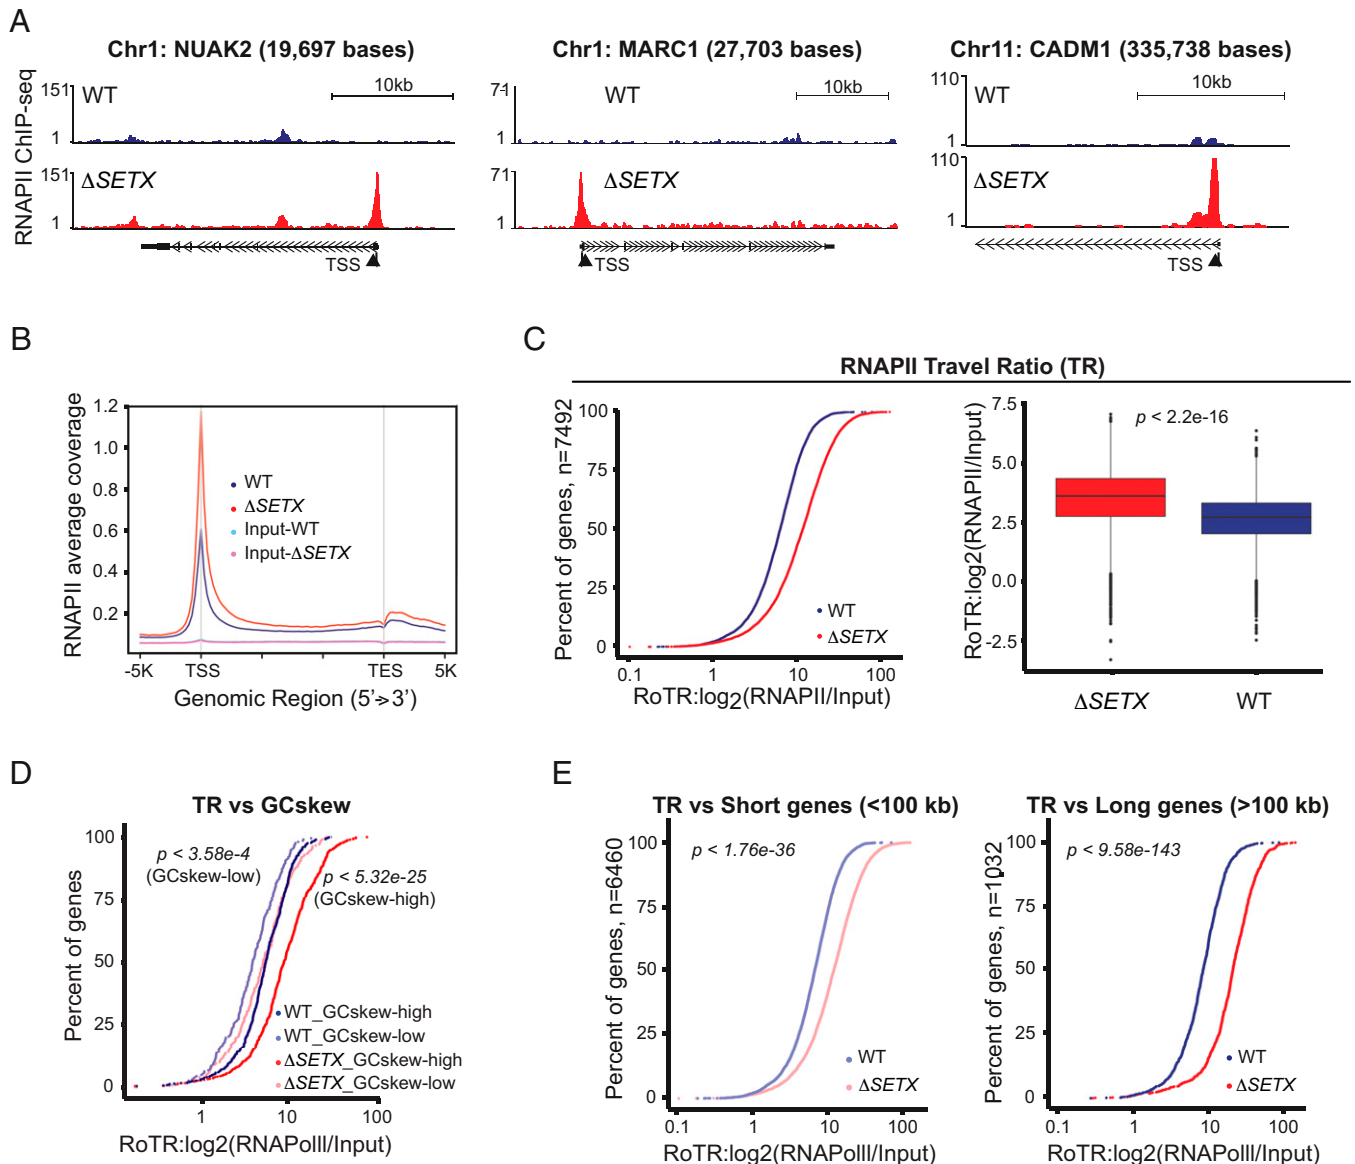 A
Chr1: NUAK2 (19,697 bases)
Chr1: MARC1 (27,703 bases)
Chr11: CADM1 (335,738 bases)
RNAPII ChIP-seq
151
WT
10kb
1
151
ΔSETX
1
TSS
71
WT
10kb
1
71
ΔSETX
1
TSS
110
WT
10kb
1
110
ΔSETX
1
TSS
B
RNAPII average coverage
1.2
1.0
0.8
0.6
0.4
0.2
WT
ΔSETX
Input-WT
Input-ΔSETX
-5K TSS TES 5K
Genomic Region (5'->3')
C
RNAPII Travel Ratio (TR)
Percent of genes, n=7492
100
75
50
25
0
WT
ΔSETX
0.1 1 10 100
RoTR:log2(RNAPII/Input)
RoTR:log2(RNAPII/Input)
7.5
5.0
2.5
0.0
-2.5
p < 2.2e-16
ΔSETX WT
D
TR vs GCskew
Percent of genes
100
75
50
25
0
p < 3.58e-4
(GCskew-low)
p < 5.32e-25
(GCskew-high)
WT_GCskew-high
WT_GCskew-low
ΔSETX_GCskew-high
ΔSETX_GCskew-low
1 10 100
RoTR:log2(RNAPolII/Input)
E
TR vs Short genes (<100 kb)
Percent of genes, n=6460
100
75
50
25
0
p < 1.76e-36
WT
ΔSETX
0.1 1 10 100
RoTR:log2(RNAPolII/Input)
TR vs Long genes (>100 kb)
Percent of genes, n=1032
100
75
50
25
0
p < 9.58e-143
WT
ΔSETX
0.1 1 10 100
RoTR:log2(RNAPolII/Input)